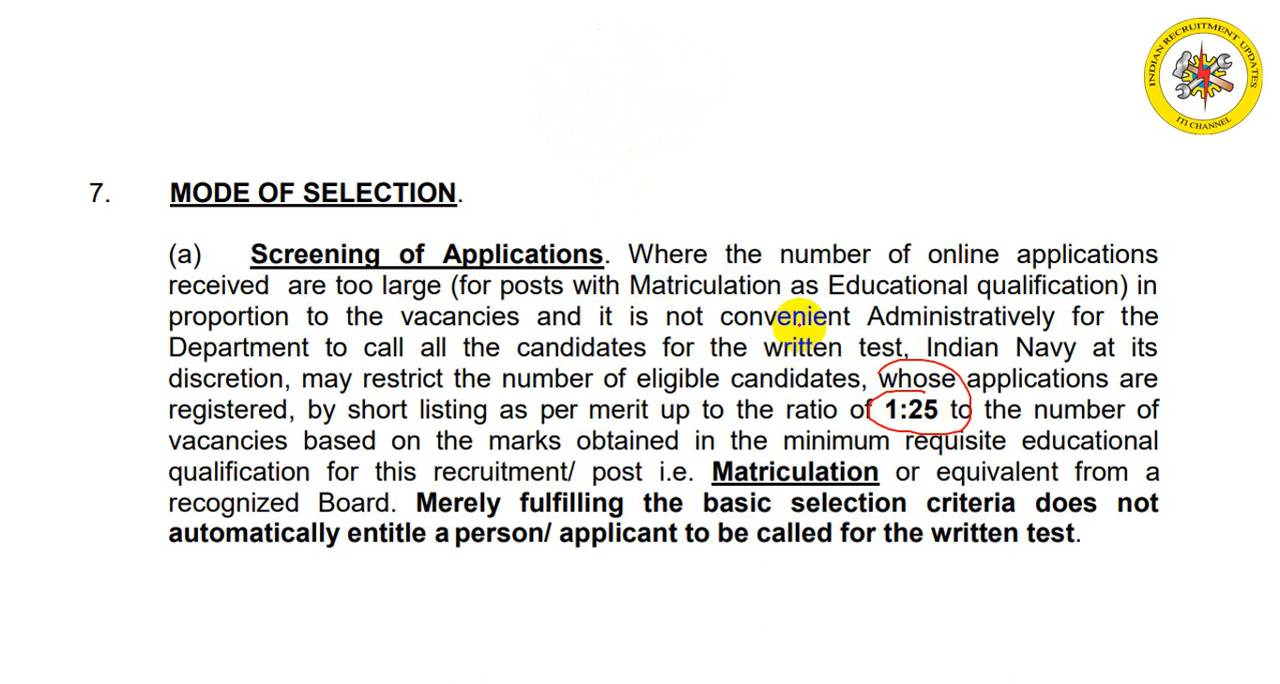 INDIAN RECRUITMENT UPDATES
ITI CHANNEL
7. MODE OF SELECTION.
(a) Screening of Applications. Where the number of online applications
received are too large (for posts with Matriculation as Educational qualification) in
proportion to the vacancies and it is not convenient Administratively for the
Department to call all the candidates for the written test, Indian Navy at its
discretion, may restrict the number of eligible candidates, whose applications are
registered, by short listing as per merit up to the ratio of 1:25 to the number of
vacancies based on the marks obtained in the minimum requisite educational
qualification for this recruitment/ post i.e. Matriculation or equivalent from a
recognized Board. Merely fulfilling the basic selection criteria does not
automatically entitle a person/ applicant to be called for the written test.